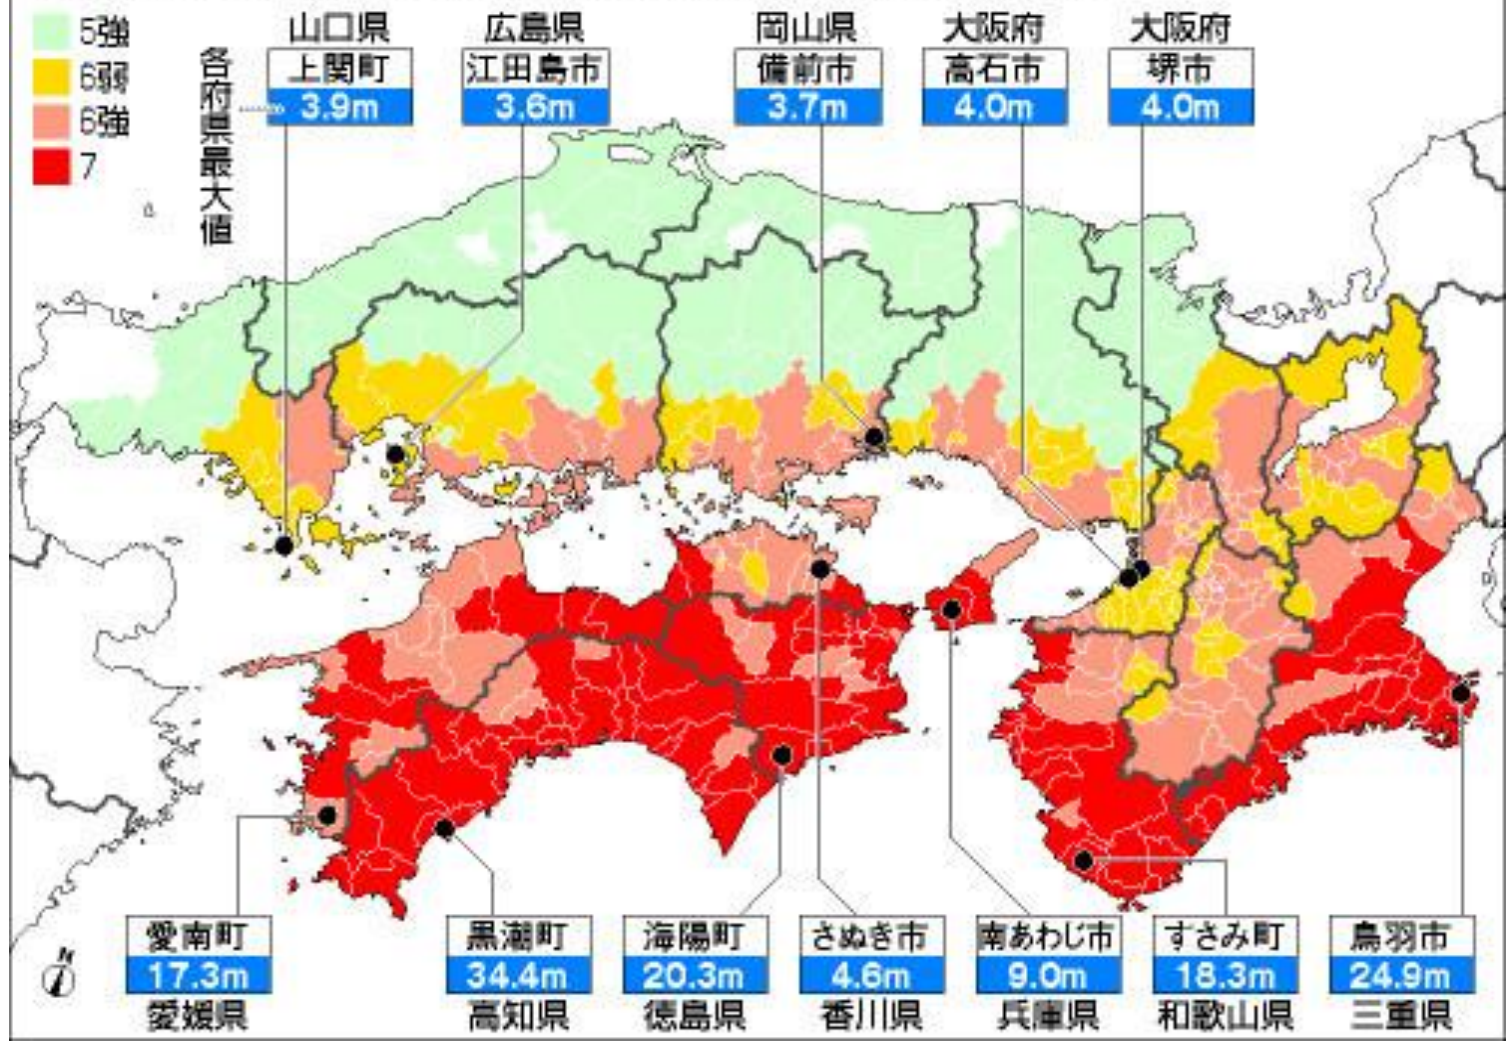 5強
6弱
6強
7
各府県最大値
山口県
上関町
3.9m
広島県
江田島市
3.6m
岡山県
備前市
3.7m
大阪府
高石市
4.0m
大阪府
堺市
4.0m
愛南町
17.3m
愛媛県
黒潮町
34.4m
高知県
海陽町
20.3m
徳島県
さぬき市
4.6m
香川県
南あわじ市
9.0m
兵庫県
すさみ町
18.3m
和歌山県
鳥羽市
24.9m
三重県
N